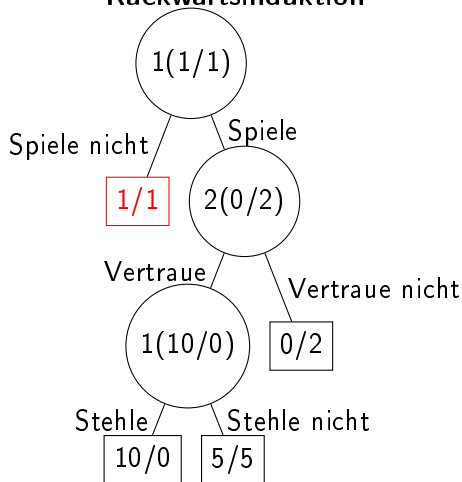 Rückwärtsinduktion
1(1/1)
Spiele nicht
Spiele
1/1
2(0/2)
Vertraue
Vertraue nicht
1(10/0)
0/2
Stehle
Stehle nicht
10/0
5/5